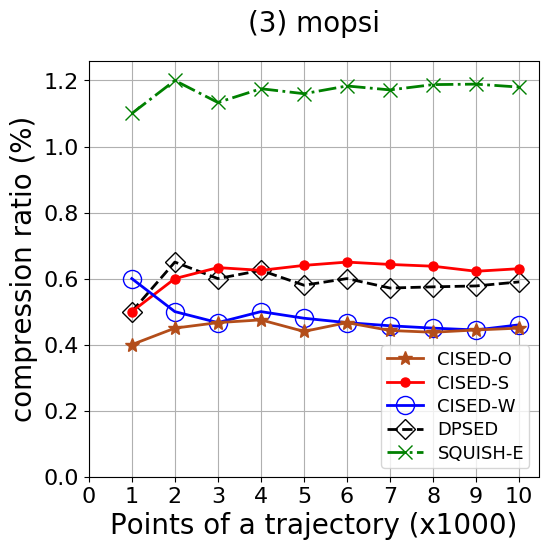 (3) mopsi
compression ratio (%)
1.2
1.0
0.8
0.6
0.4
0.2
0.0
0 1 2 3 4 5 6 7 8 9 10
Points of a trajectory (x1000)
CISED-O
CISED-S
CISED-W
DPSED
SQUISH-E